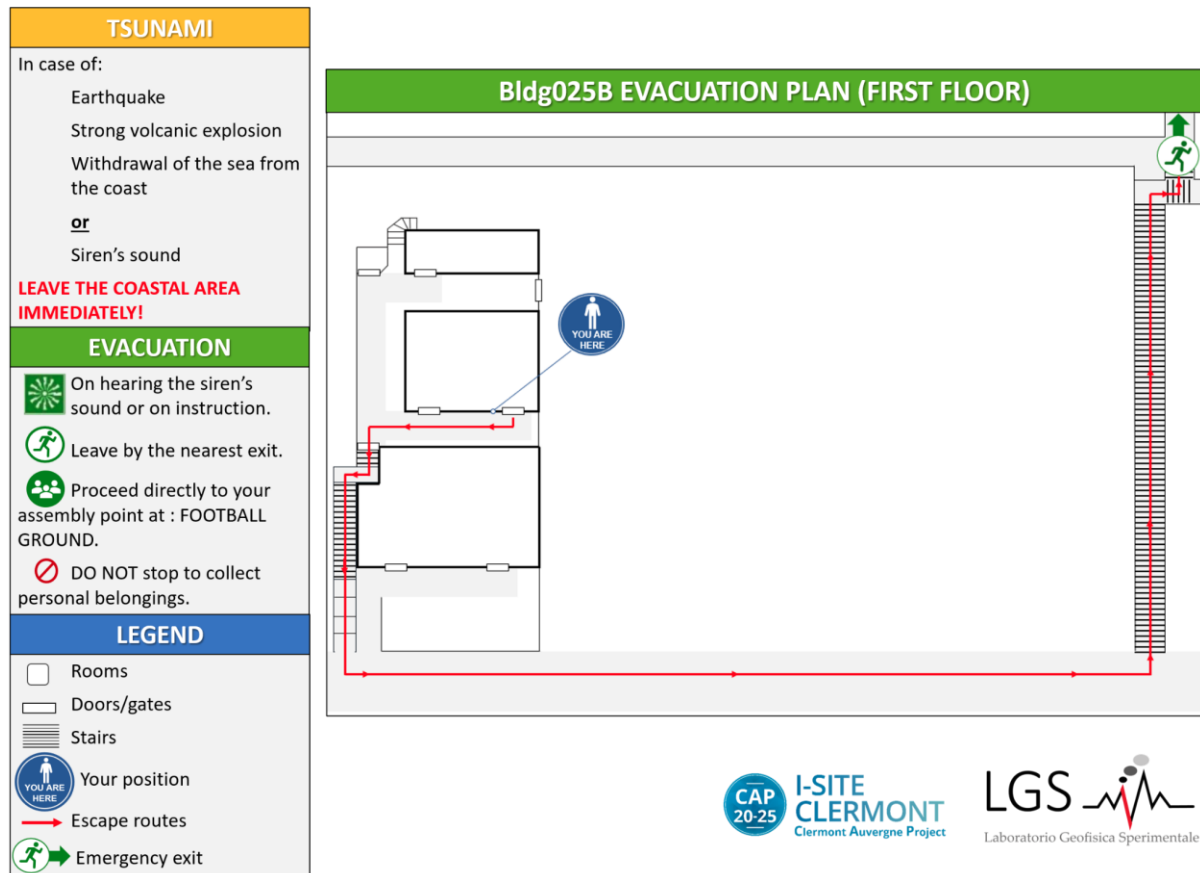 TSUNAMI
In case of:
Earthquake
Strong volcanic explosion
Withdrawal of the sea from
the coast
or
Siren's sound
LEAVE THE COASTAL AREA
IMMEDIATELY!
EVACUATION
On hearing the siren's
sound or on instruction.
Leave by the nearest exit.
Proceed directly to your
assembly point at : FOOTBALL
GROUND.
DO NOT stop to collect
personal belongings.
LEGEND
Rooms
Doors/gates
Stairs
YOU ARE
HERE
Your position
Escape routes
Emergency exit
Bldg025B EVACUATION PLAN (FIRST FLOOR)
YOU ARE
HERE
CAP
20-25
I-SITE
CLERMONT
Clermont Auvergne Project
LGS
Laboratorio Geofisica Sperimentale